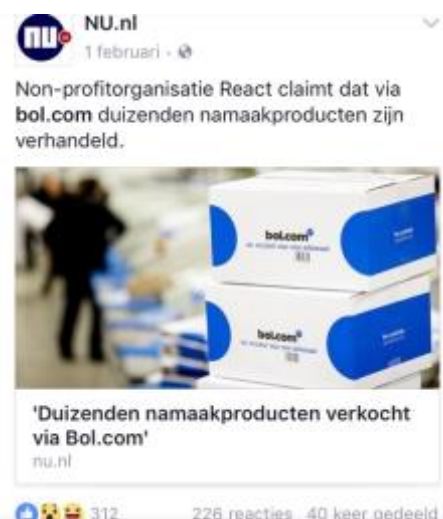 NU.nl
1 februari
Non-profitorganisatie React claimt dat via
bol.com duizenden namaakproducten zijn
verhandeld.
bol.com
bol.com
'Duizenden namaakproducten verkocht
via Bol.com'
nu.nl
312 226 reacties 40 keer gedeeld